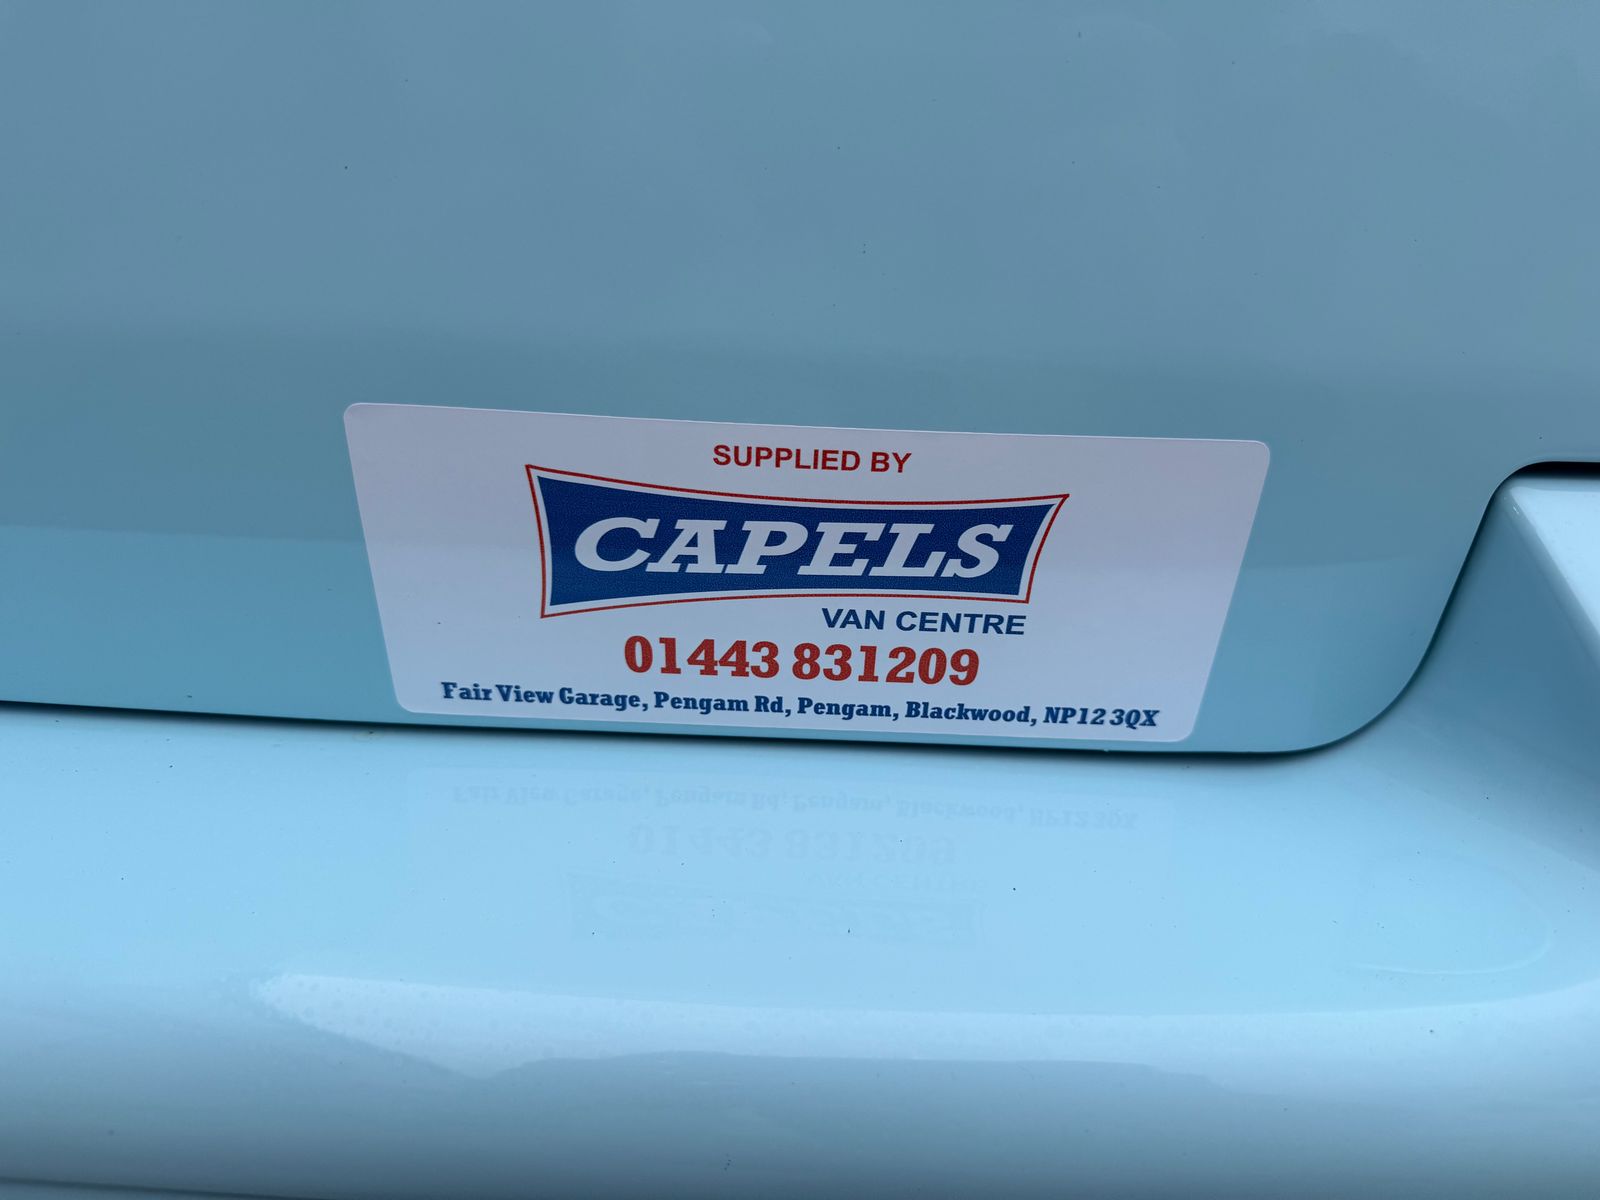 SUPPLIED BY
CAPELS
VAN CENTRE
01443 831209
Fair View Garage, Pengam Rd, Pengam, Blackwood, NP12 3QX